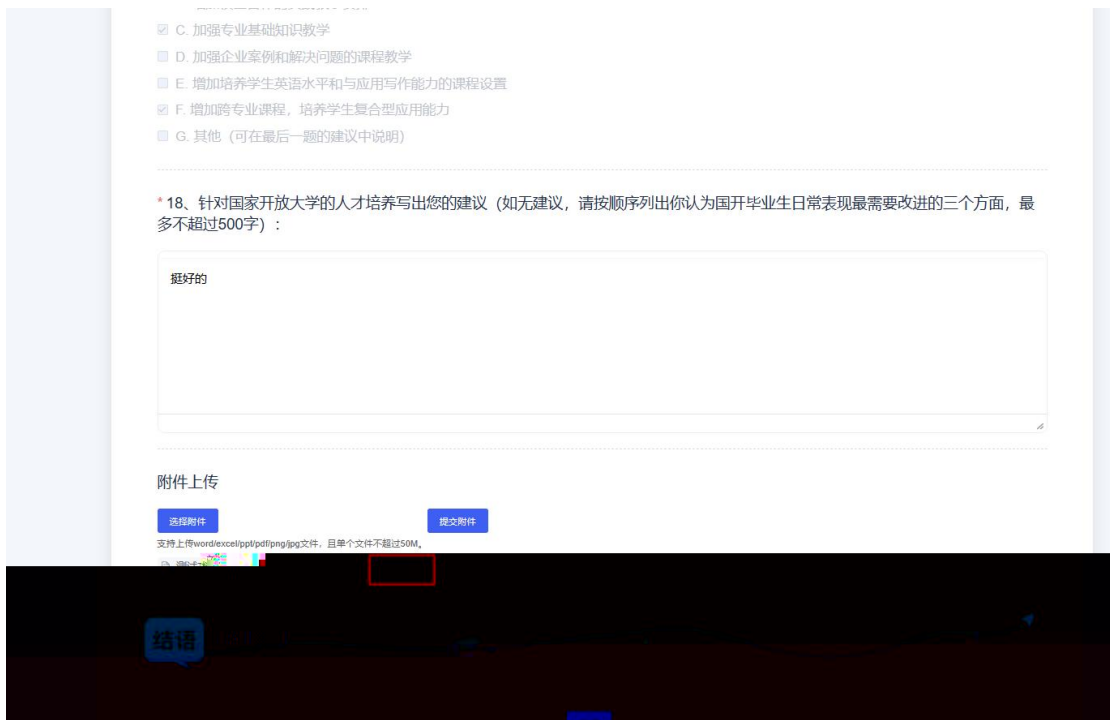 C. 加强专业基础知识教学
D. 加强企业案例和解决问题的课程教学
E. 增加培养学生英语水平和与应用写作能力的课程设置
F. 增加跨专业课程，培养学生复合型应用能力
G. 其他（可在最后一题的建议中说明）
* 18、针对国家开放大学的人才培养写出您的建议（如无建议，请按顺序列出你认为国开毕业生日常表现最需要改进的三个方面，最
多不超过500字）：
挺好的
附件上传
选择附件 提交附件
支持上传word/excel/ppt/pdf/png/jpg文件，且单个文件不超过50M。
结语